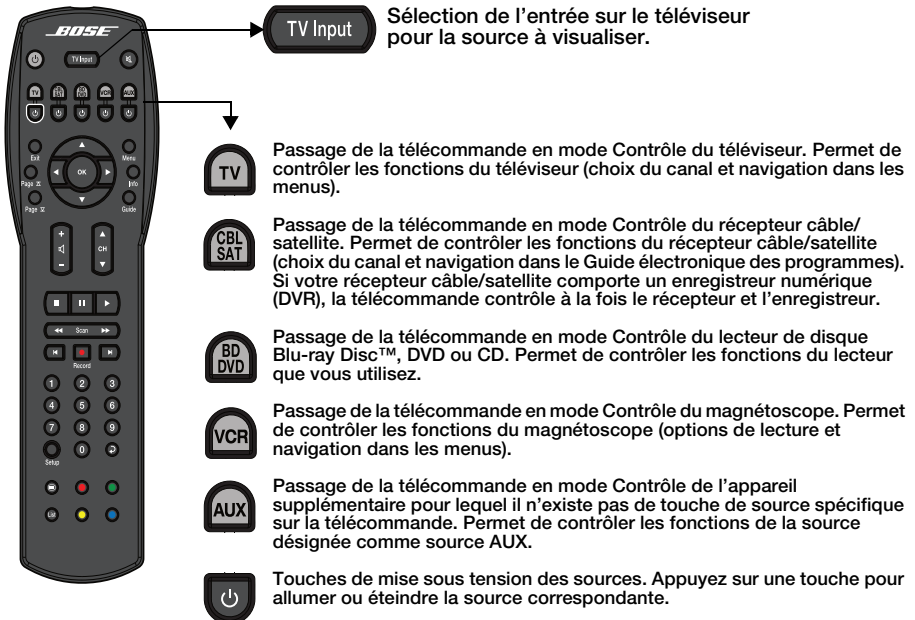 BOSE
TV Input
TV
CBL
SAT
BD
DVD
VCR
AUX
Exit
Menu
OK
Page
Info
Page
Guide
+
CH
−
Scan
Record
1 2 3
4 5 6
7 8 9
0
Setup
List
TV Input
Sélection de l’entrée sur le téléviseur
pour la source à visualiser.
TV
Passage de la télécommande en mode Contrôle du téléviseur. Permet de
contrôler les fonctions du téléviseur (choix du canal et navigation dans les
menus).
CBL
SAT
Passage de la télécommande en mode Contrôle du récepteur câble/
satellite. Permet de contrôler les fonctions du récepteur câble/satellite
(choix du canal et navigation dans le Guide électronique des programmes).
Si votre récepteur câble/satellite comporte un enregistreur numérique
(DVR), la télécommande contrôle à la fois le récepteur et l’enregistreur.
BD
DVD
Passage de la télécommande en mode Contrôle du lecteur de disque
Blu-ray Disc™, DVD ou CD. Permet de contrôler les fonctions du lecteur
que vous utilisez.
VCR
Passage de la télécommande en mode Contrôle du magnétoscope. Permet
de contrôler les fonctions du magnétoscope (options de lecture et
navigation dans les menus).
AUX
Passage de la télécommande en mode Contrôle de l’appareil
supplémentaire pour lequel il n’existe pas de touche de source spécifique
sur la télécommande. Permet de contrôler les fonctions de la source
désignée comme source AUX.
Touches de mise sous tension des sources. Appuyez sur une touche pour
allumer ou éteindre la source correspondante.